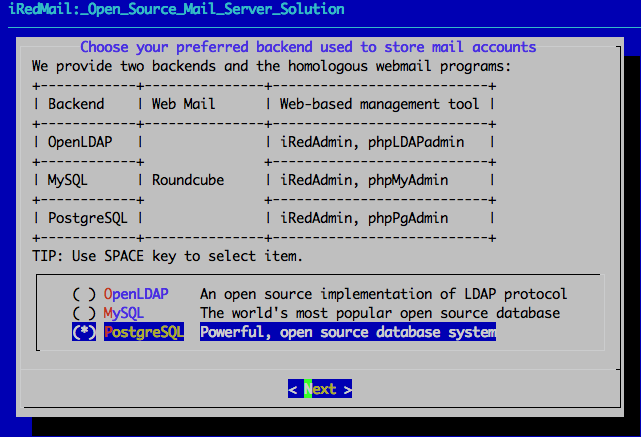 iRedMail:_Open_Source_Mail_Server_Solution
Choose your preferred backend used to store mail accounts
We provide two backends and the homologous webmail programs:
+------------+---------------+---------------------------+
| Backend    | Web Mail      | Web-based management tool |
+------------+---------------+---------------------------+
| OpenLDAP   |               | iRedAdmin, phpLDAPadmin   |
+------------+               +---------------------------+
| MySQL      | Roundcube     | iRedAdmin, phpMyAdmin     |
+------------+               +---------------------------+
| PostgreSQL |               | iRedAdmin, phpPgAdmin     |
+------------+---------------+---------------------------+
TIP: Use SPACE key to select item.
( ) OpenLDAP    An open source implementation of LDAP protocol
( ) MySQL       The world's most popular open source database
(*) PostgreSQL  Powerful, open source database system
< Next >